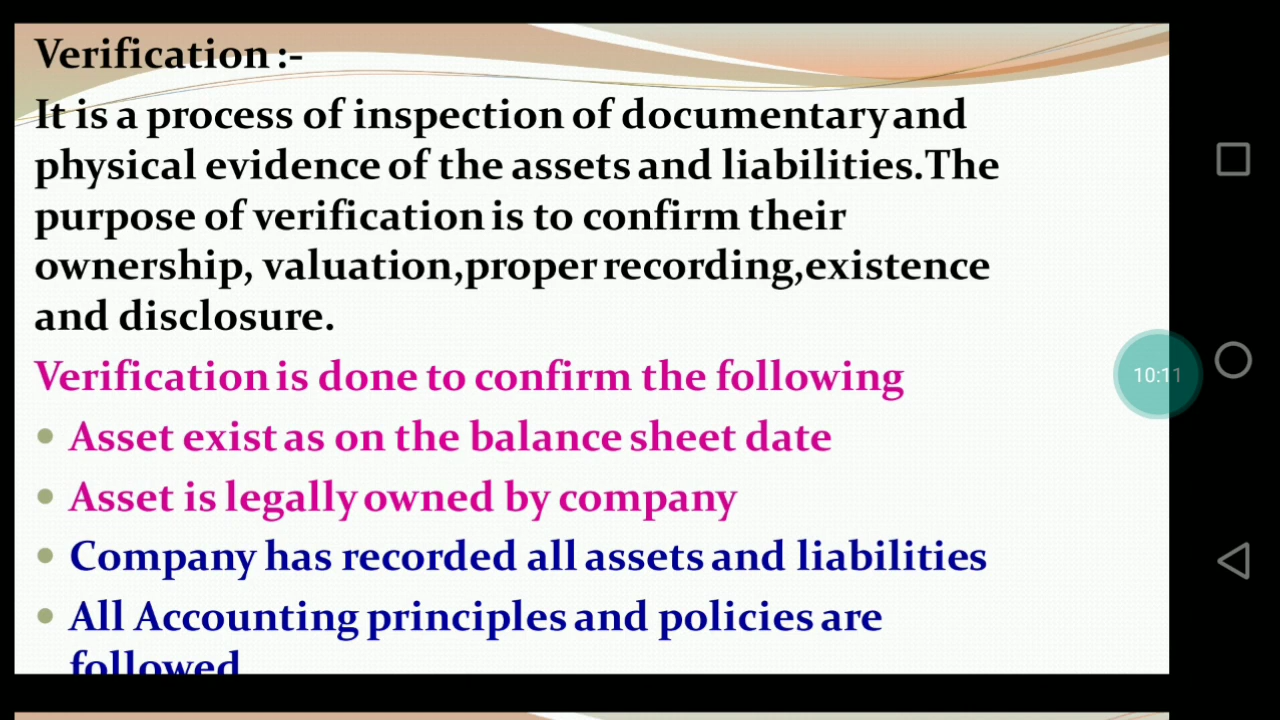 Verification :-
It is a process of inspection of documentary and
physical evidence of the assets and liabilities.The
purpose of verification is to confirm their
ownership, valuation,proper recording,existence
and disclosure.
Verification is done to confirm the following
• Asset exist as on the balance sheet date
• Asset is legally owned by company
• Company has recorded all assets and liabilities
• All Accounting principles and policies are
followed
10:11